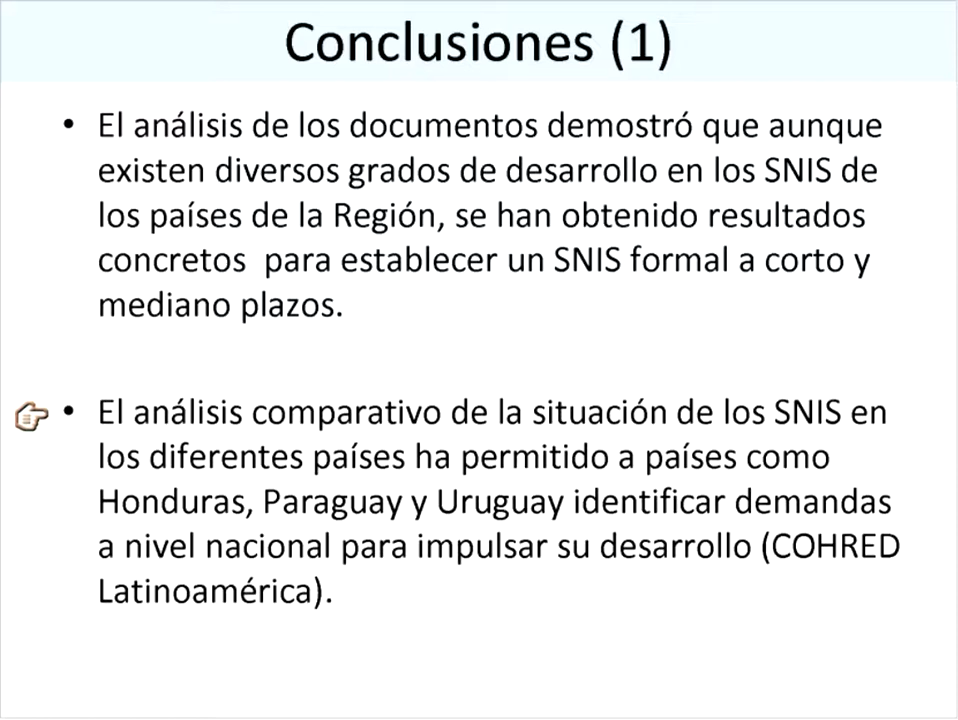 Conclusiones (1)
• El análisis de los documentos demostró que aunque
existen diversos grados de desarrollo en los SNIS de
los países de la Región, se han obtenido resultados
concretos  para establecer un SNIS formal a corto y
mediano plazos.
• El análisis comparativo de la situación de los SNIS en
los diferentes países ha permitido a países como
Honduras, Paraguay y Uruguay identificar demandas
a nivel nacional para impulsar su desarrollo (COHRED
Latinoamérica).